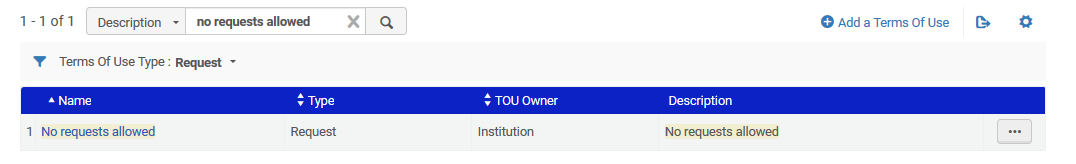 1 - 1 of 1 Description no requests allowed Add a Terms Of Use
Terms Of Use Type : Request
Name Type TOU Owner Description
1 No requests allowed Request Institution No requests allowed